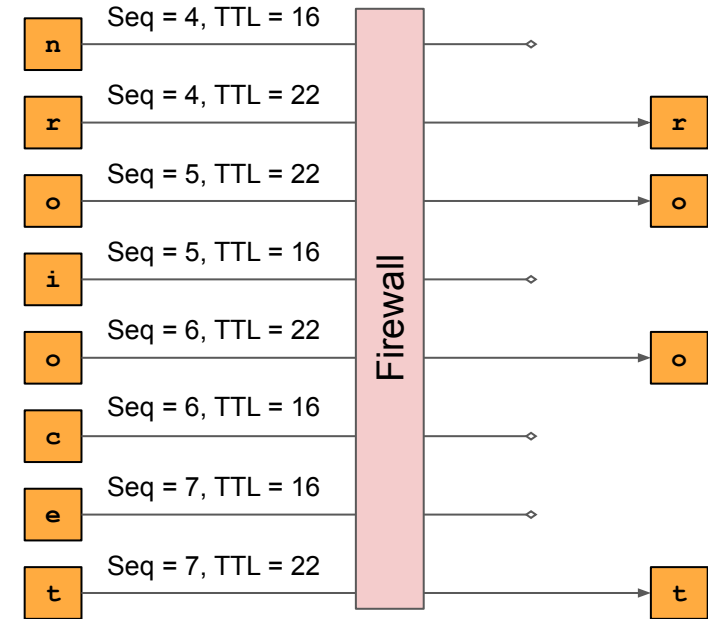 Seq = 4, TTL = 16
n
Seq = 4, TTL = 22
r r
Seq = 5, TTL = 22
o o
Seq = 5, TTL = 16
i
Firewall
Seq = 6, TTL = 22
o o
Seq = 6, TTL = 16
c
Seq = 7, TTL = 16
e
Seq = 7, TTL = 22
t t